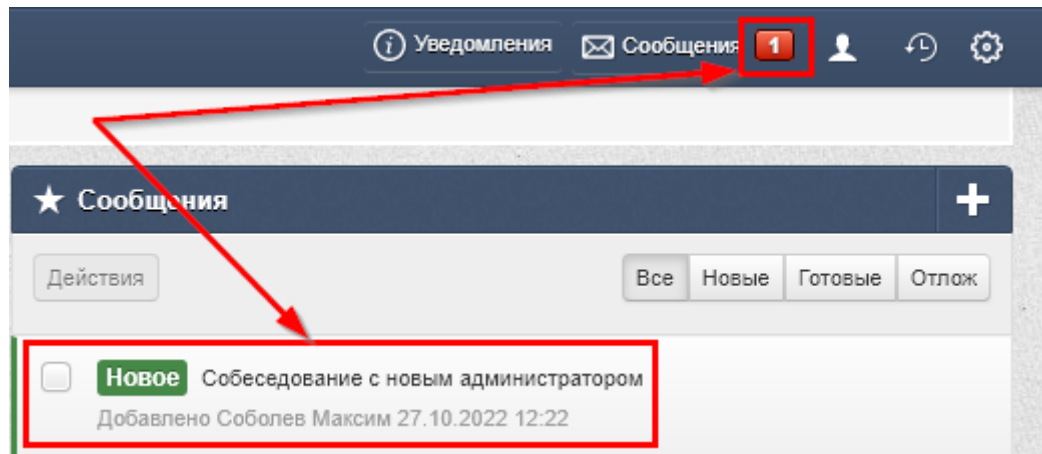 Уведомления Сообщения 1
Сообщения
Действия Все Новые Готовые Отлож
Новое Собеседование с новым администратором
Добавлено Соболев Максим 27.10.2022 12:22